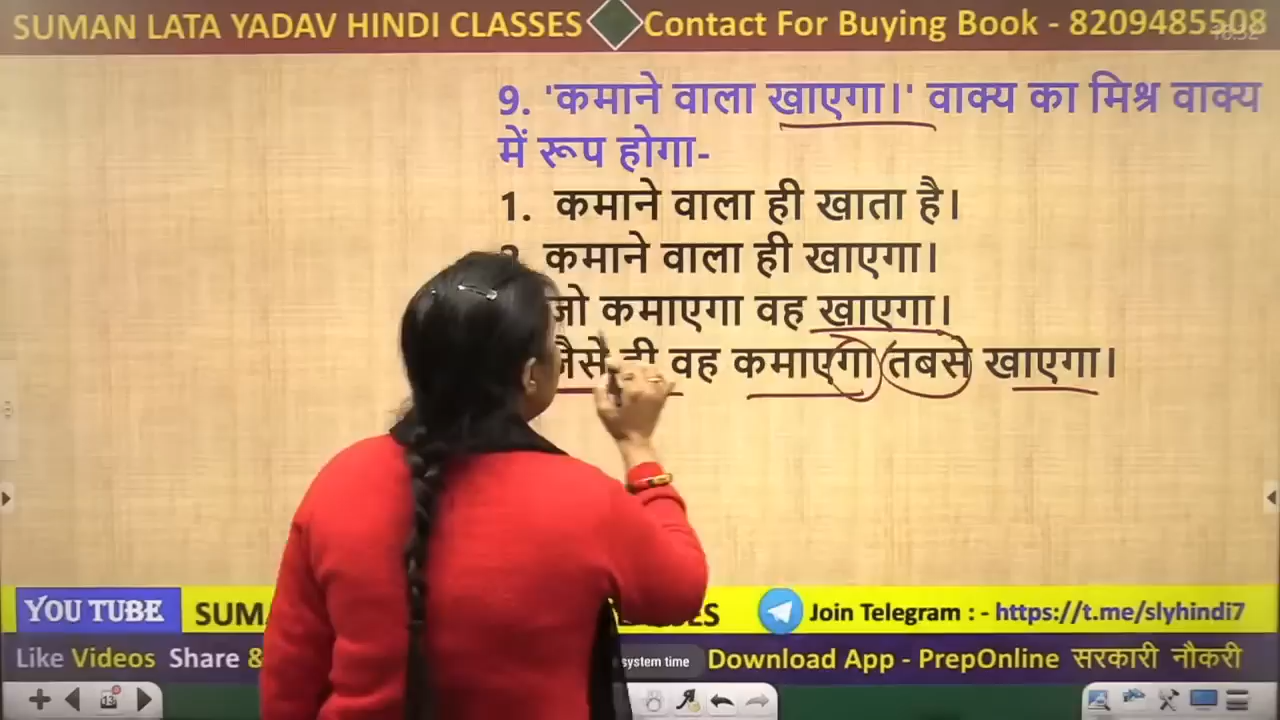 SUMAN LATA YADAV HINDI CLASSES Contact For Buying Book - 8209485508
9. 'कमाने वाला खाएगा।' वाक्य का मिश्र वाक्य
में रूप होगा-
1. कमाने वाला ही खाता है।
कमाने वाला ही खाएगा।
जो कमाएगा वह खाएगा।
जैसे ही वह कमाएगा तबसे खाएगा।
YOU TUBE Join Telegram : - https://t.me/slyhindi7
Like Videos Share & system time Download App - PrepOnline सरकारी नौकरी